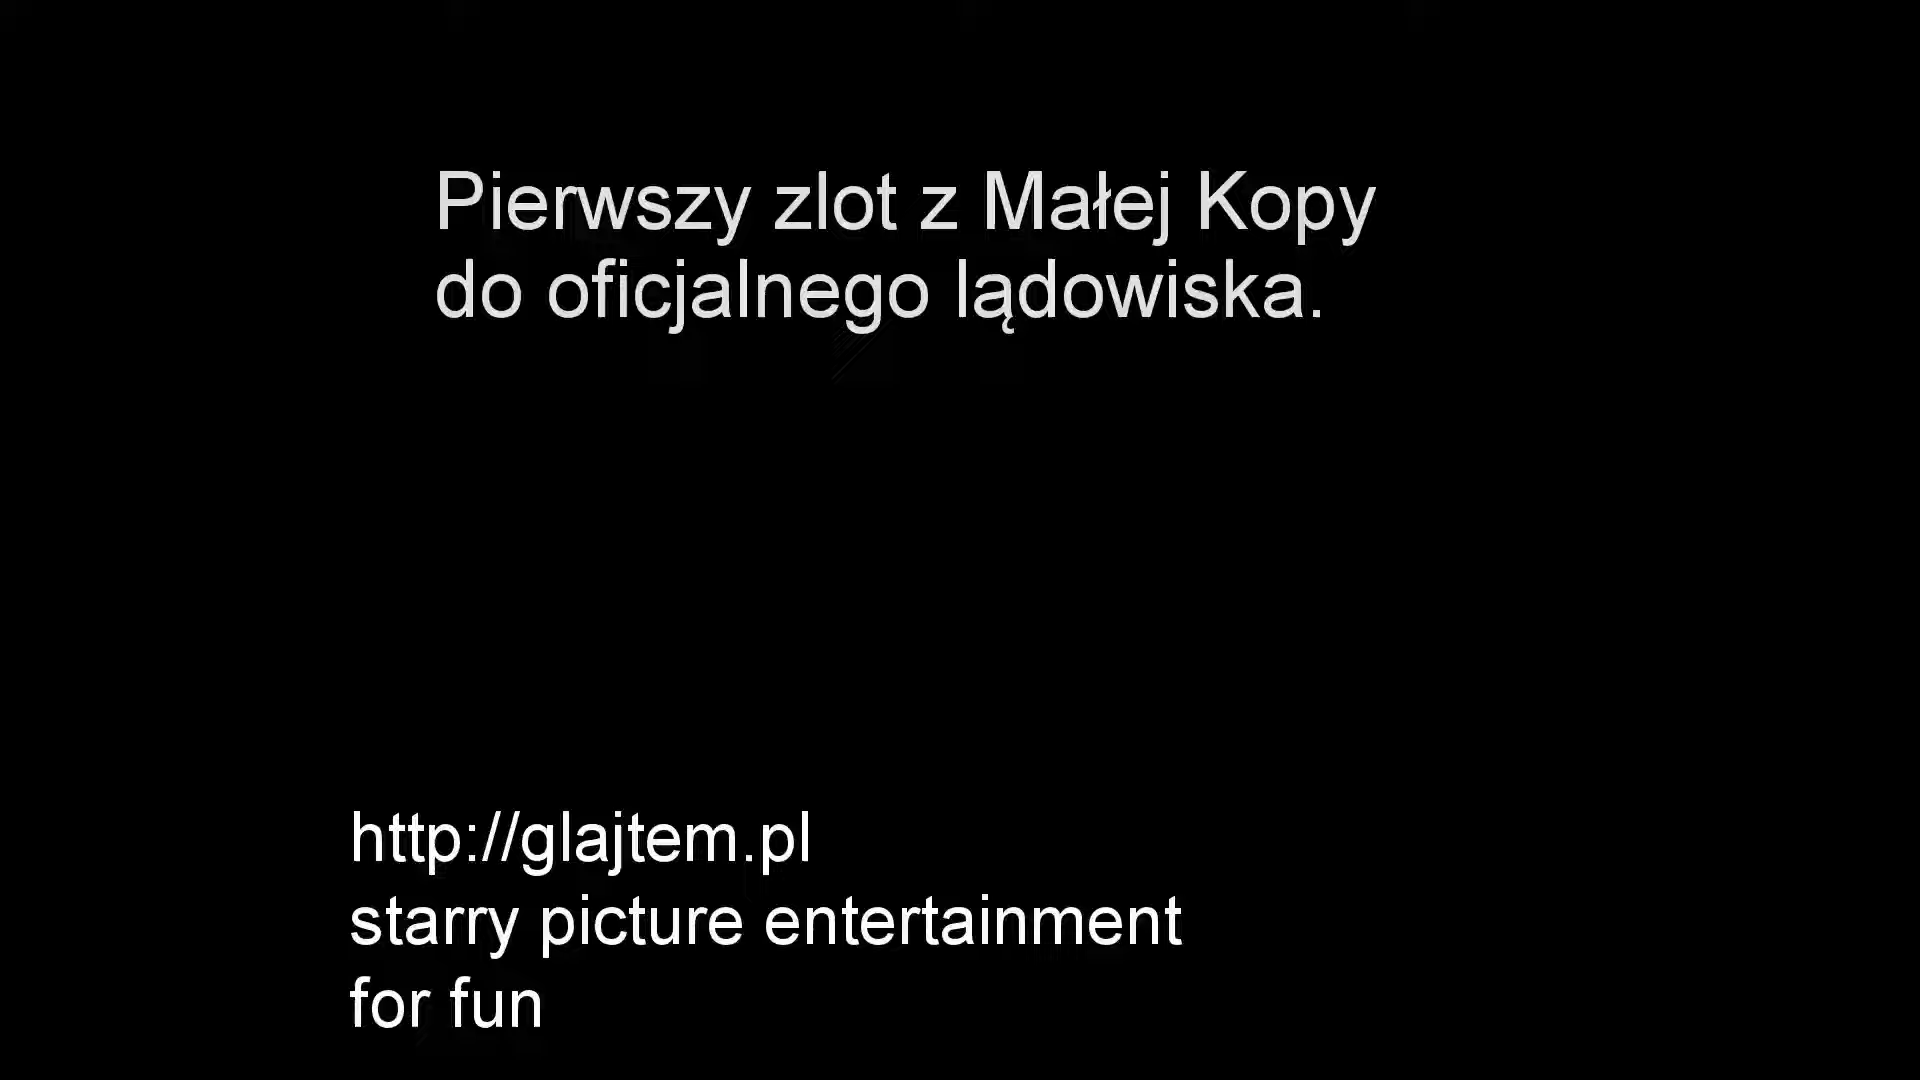 Pierwszy zlot z Małej Kopy
do oficjalnego lądowiska.
http://glajtem.pl
starry picture entertainment
for fun